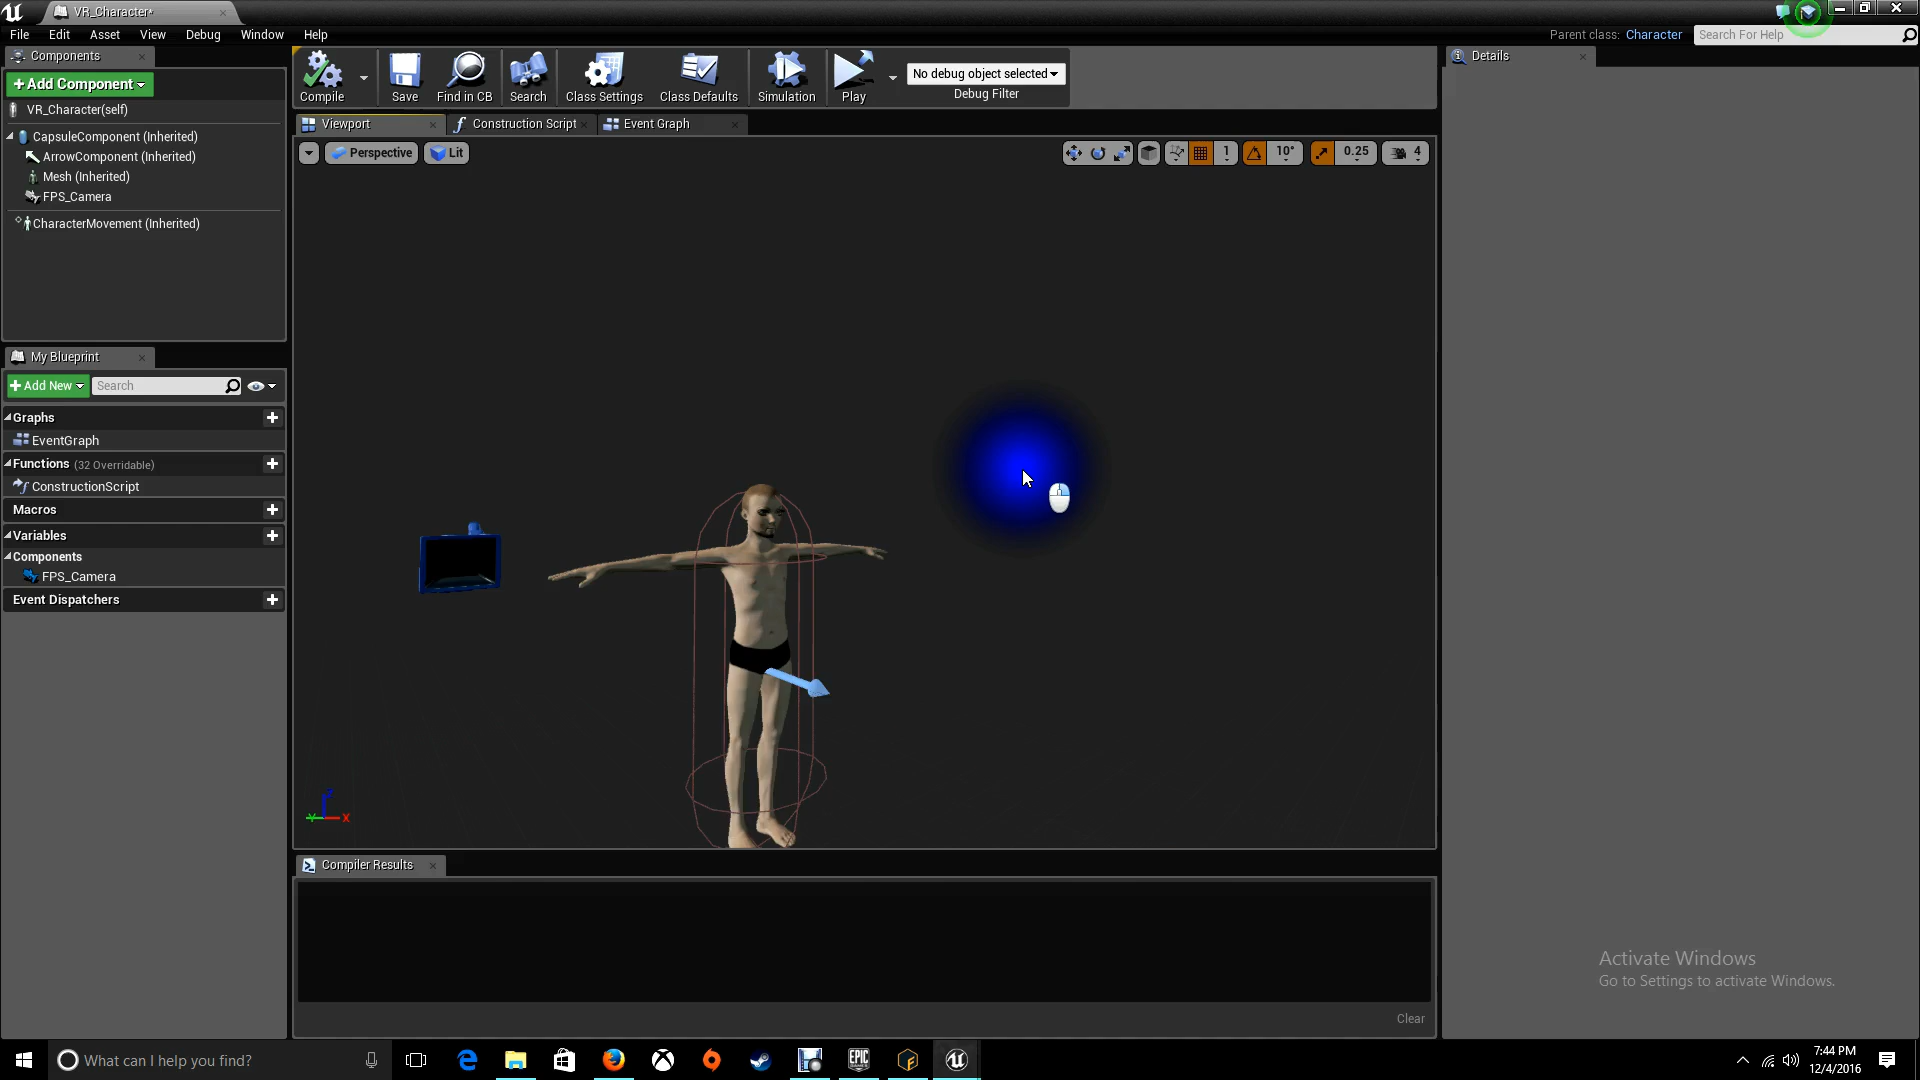 VR_Character*
File Edit Asset View Debug Window Help
Parent class: Character
Search For Help
Components
+Add Component
VR_Character(self)
CapsuleComponent (Inherited)
ArrowComponent (Inherited)
Mesh (Inherited)
FPS_Camera
CharacterMovement (Inherited)
Compile
Save
Find in CB
Search
Class Settings
Class Defaults
Simulation
Play
No debug object selected
Debug Filter
Details
Viewport
Construction Script
Event Graph
Perspective
Lit
1
10°
0.25
4
My Blueprint
+Add New
Search
Graphs
EventGraph
Functions (32 Overridable)
ConstructionScript
Macros
Variables
Components
FPS_Camera
Event Dispatchers
Z
Y
X
Compiler Results
Clear
Activate Windows
Go to Settings to activate Windows.
What can I help you find?
EPIC
GAMES
7:44 PM
12/4/2016